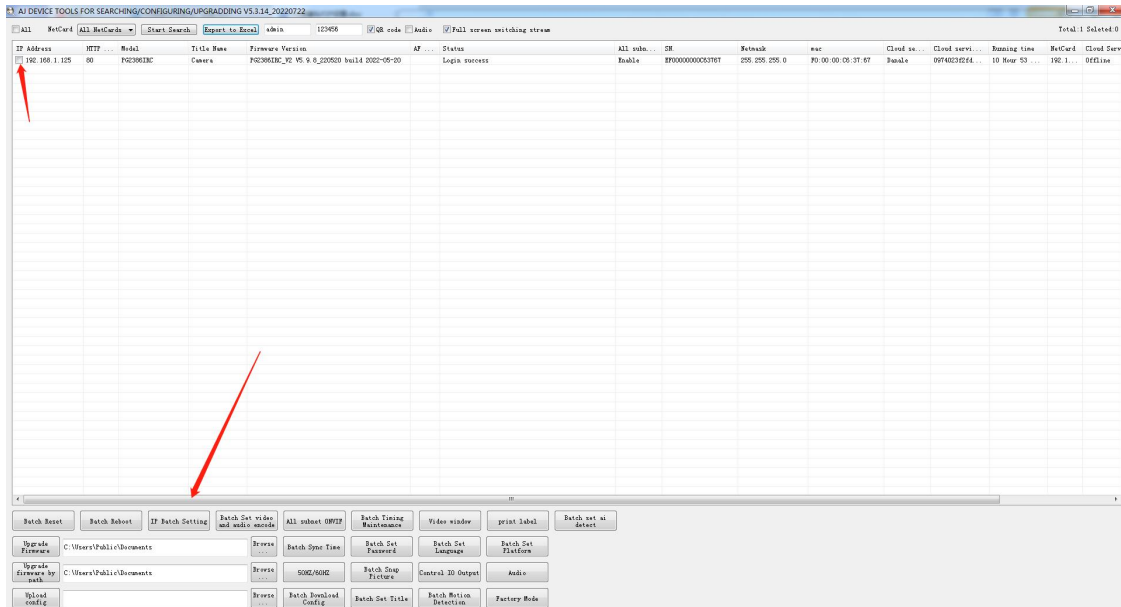 AJ DEVICE TOOLS FOR SEARCHING/CONFIGURING/UPGRADDING V5.3.14_20220722
All NetCard All NetCards Start Search Export to Excel admin 123456 QR code Audio Full screen switching stream Total:1 Seleted:0
IP Address HTTP ... Model Title Name Firmware Version AF ... Status All subn... SN Netmask mac Cloud se... Cloud servi... Running time NetCard Cloud Serv
192.168.1.125 80 PG2386IRC Camera PG2386IRC_V2 V5.9.8_220520 build 2022-05-20 Login success Enable EF00000000C63767 255.255.255.0 F0:00:00:C6:37:67 Danale 0974023f2fd... 10 Hour 53 ... 192.1... Offline
Batch Reset Batch Reboot IP Batch Setting Batch Set video and audio encode All subnet ONVIF Batch Timing Maintenance Video window print label Batch set ai detect
Upgrade Firmware C:\Users\Public\Documents Browse ... Batch Sync Time Batch Set Password Batch Set Language Batch Set Platform
Upgrade firmware by path C:\Users\Public\Documents Browse ... 50HZ/60HZ Batch Snap Picture Control IO Output Audio
Upload config Browse ... Batch Download Config Batch Set Title Batch Motion Detection Factory Mode